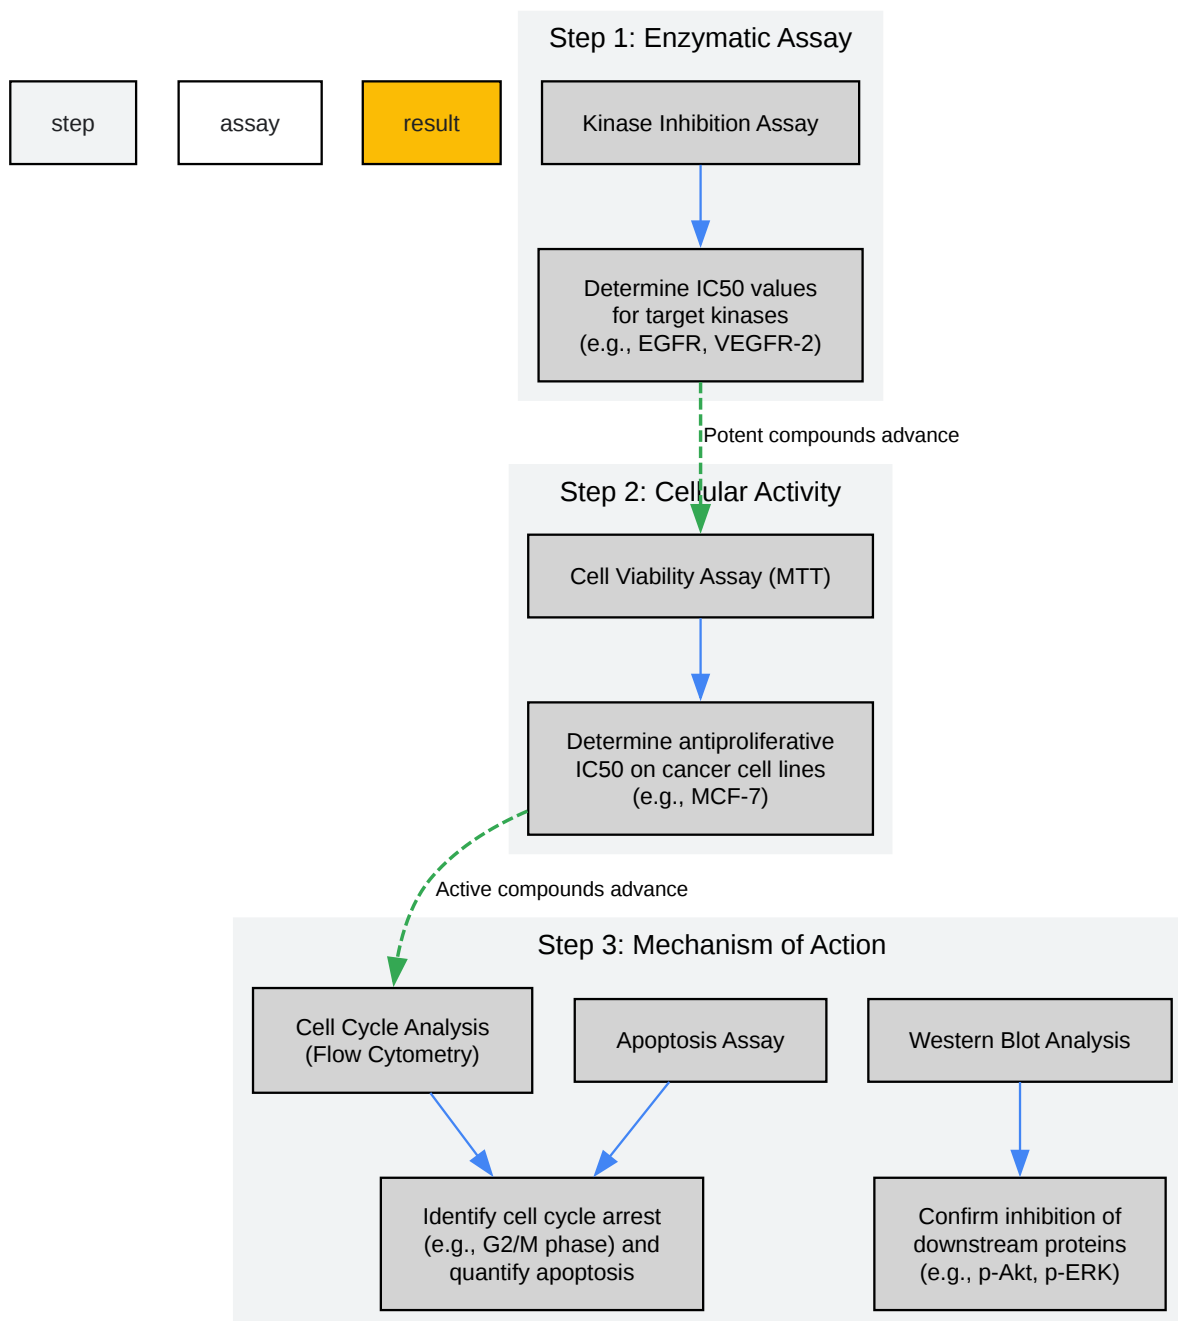 Step 1: Enzymatic Assay
step
assay
result
Kinase Inhibition Assay
Determine IC50 values
for target kinases
(e.g., EGFR, VEGFR-2)
Potent compounds advance
Step 2: Cellular Activity
Cell Viability Assay (MTT)
Determine antiproliferative
IC50 on cancer cell lines
(e.g., MCF-7)
Active compounds advance
Step 3: Mechanism of Action
Cell Cycle Analysis
(Flow Cytometry)
Apoptosis Assay
Western Blot Analysis
Identify cell cycle arrest
(e.g., G2/M phase) and
quantify apoptosis
Confirm inhibition of
downstream proteins
(e.g., p-Akt, p-ERK)